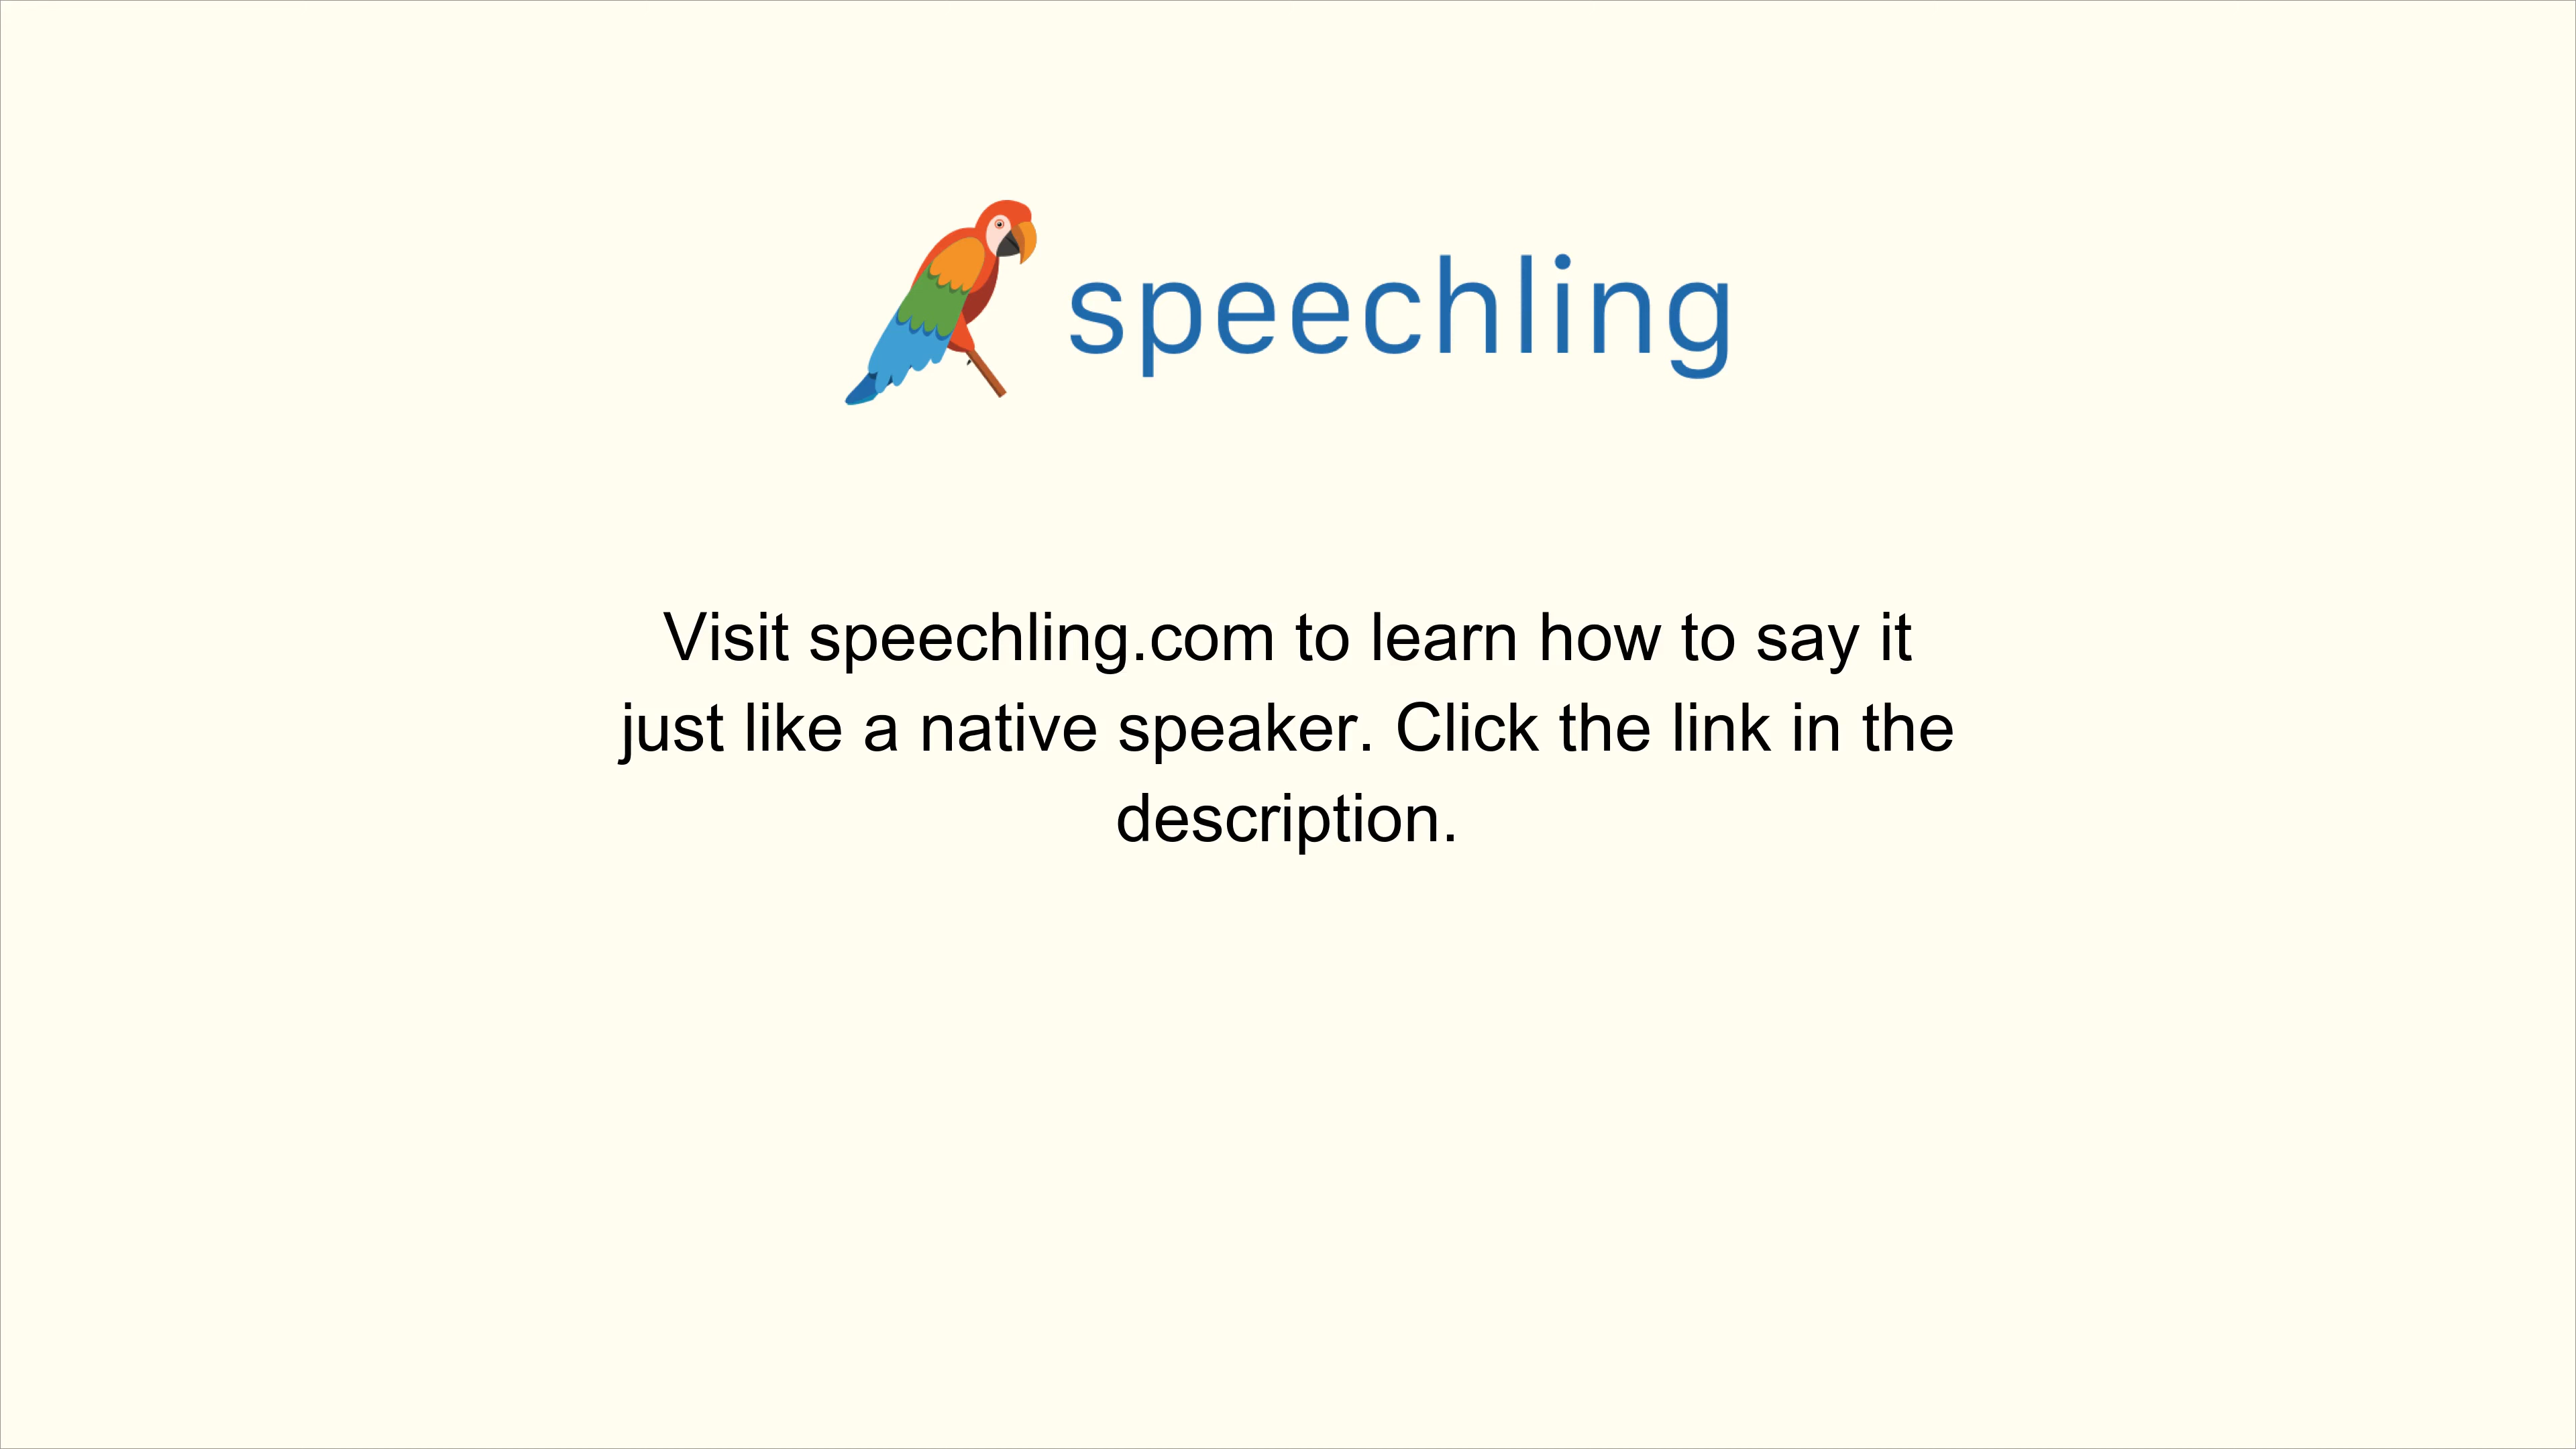 speechling
Visit speechling.com to learn how to say it
just like a native speaker. Click the link in the
description.